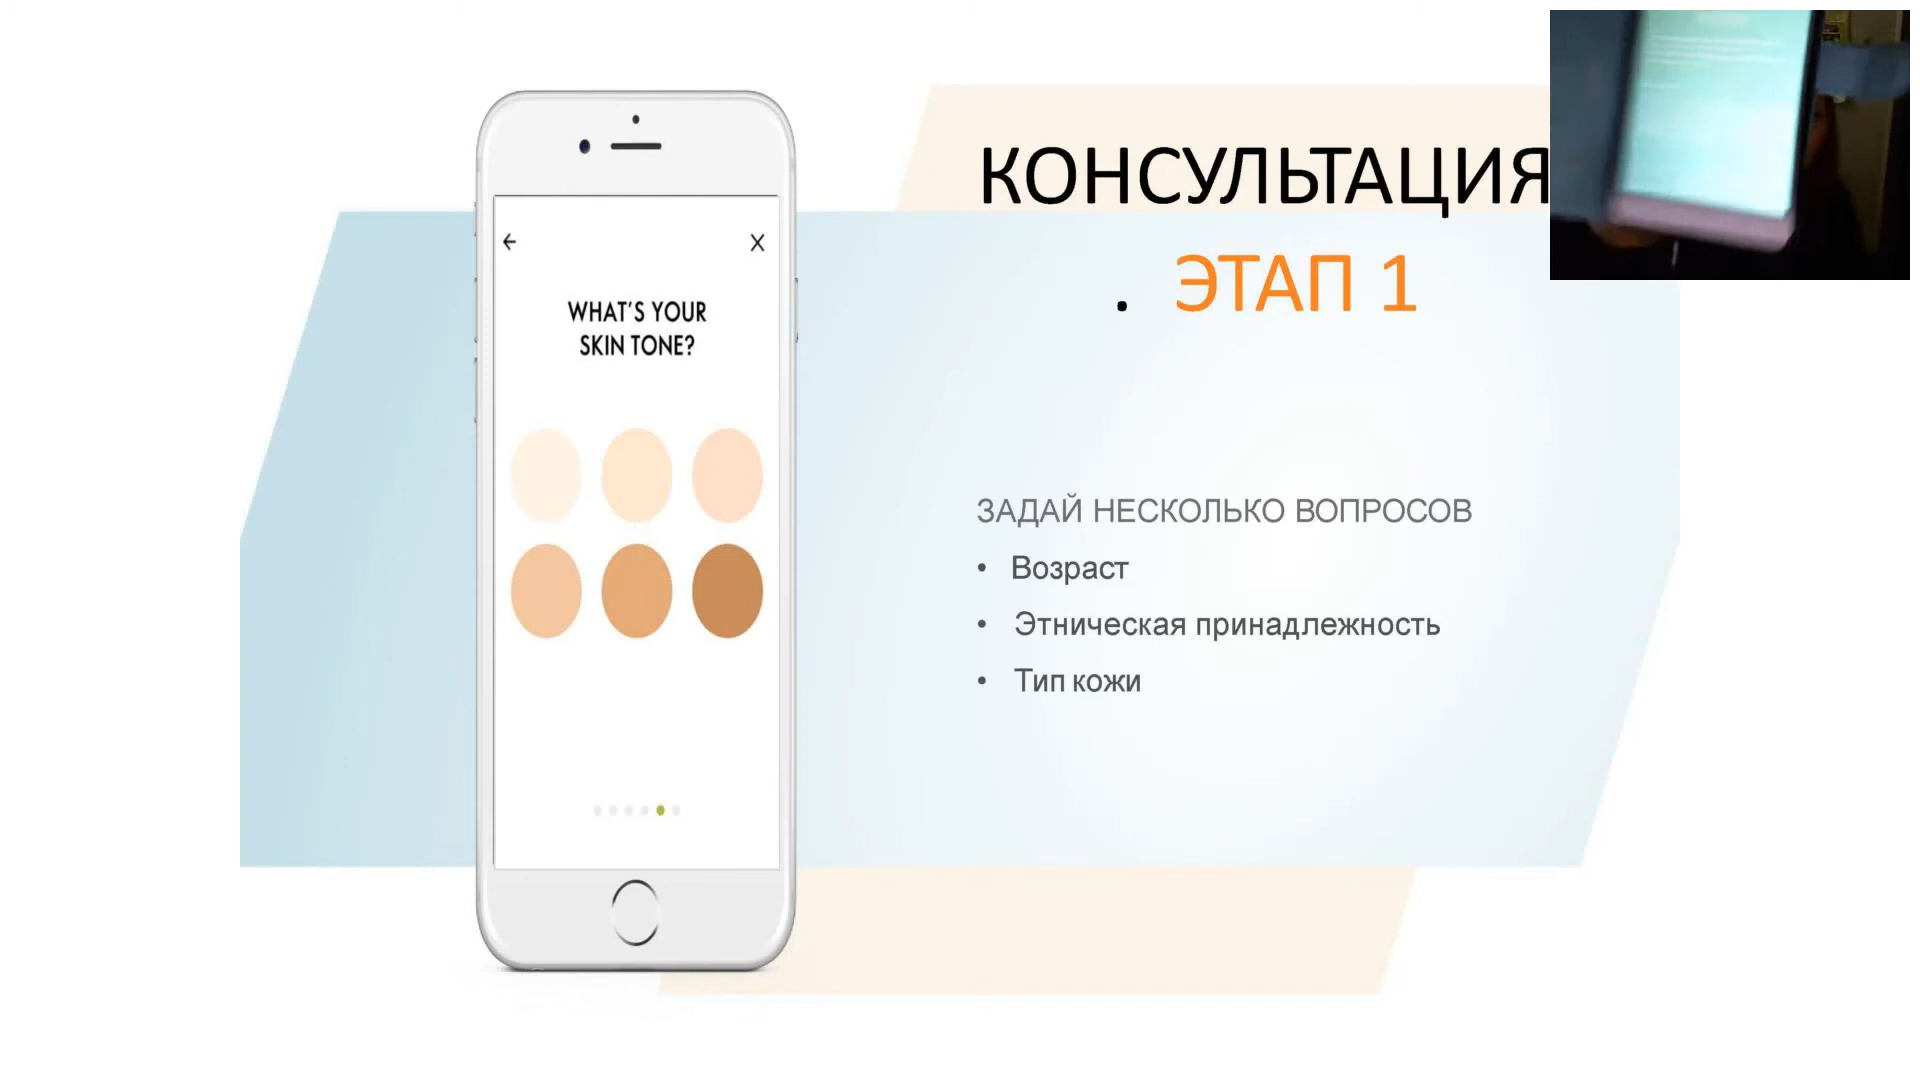 КОНСУЛЬТАЦИЯ
. ЭТАП 1
WHAT'S YOUR
SKIN TONE?
ЗАДАЙ НЕСКОЛЬКО ВОПРОСОВ
• Возраст
• Этническая принадлежность
• Тип кожи